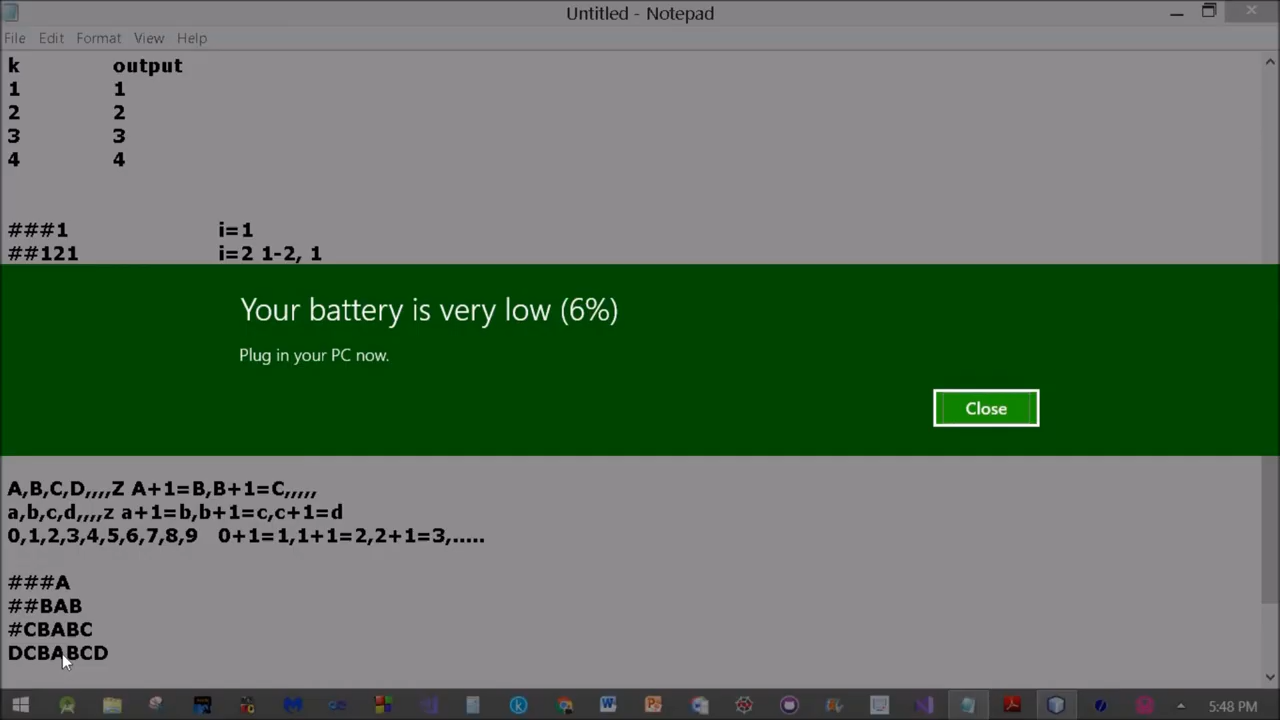 Untitled - Notepad
File Edit Format View Help
k output
1 1
2 2
3 3
4 4
###1 i=1
##121 i=2 1-2, 1
Your battery is very low (6%)
Plug in your PC now.
Close
A,B,C,D,,,,Z A+1=B,B+1=C,,,,,
a,b,c,d,,,,z a+1=b,b+1=c,c+1=d
0,1,2,3,4,5,6,7,8,9 0+1=1,1+1=2,2+1=3,.....
###A
##BAB
#CBABC
DCBABCD
5:48 PM